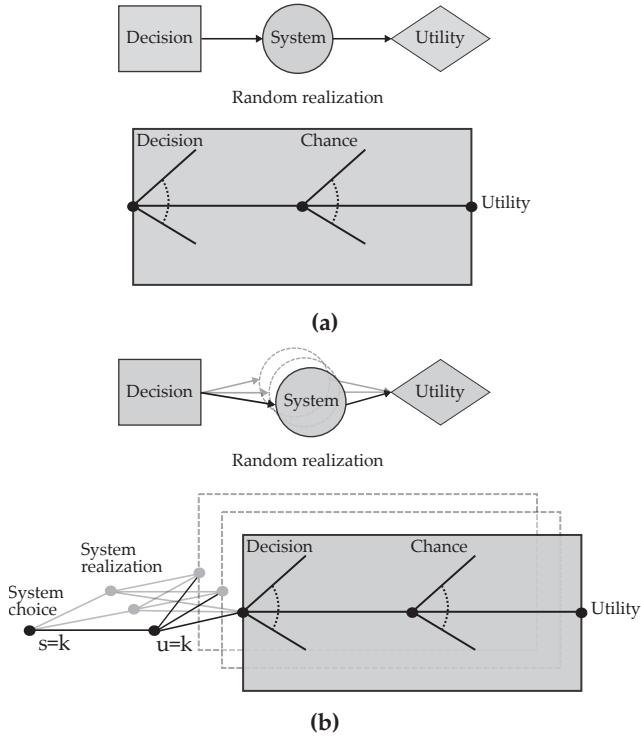 Decision
System
Utility
Random realization
Decision
Chance
Utility
(a)
Decision
System
Utility
Random realization
System
realization
Decision
Chance
System
choice
Utility
s=k
u=k
(b)